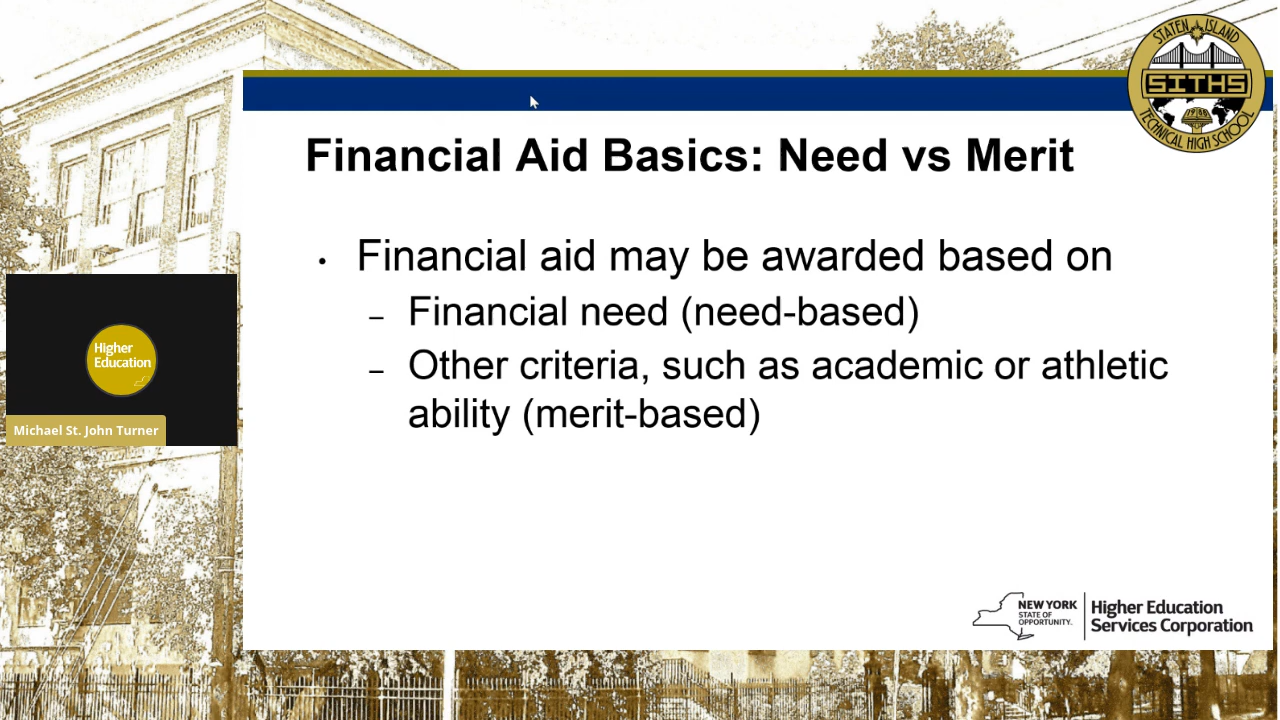 STATEN ISLAND
SITHS
TECHNICAL HIGH SCHOOL
Financial Aid Basics: Need vs Merit
• Financial aid may be awarded based on
– Financial need (need-based)
– Other criteria, such as academic or athletic
ability (merit-based)
Higher
Education
Michael St. John Turner
NEW YORK
STATE OF
OPPORTUNITY.
Higher Education
Services Corporation